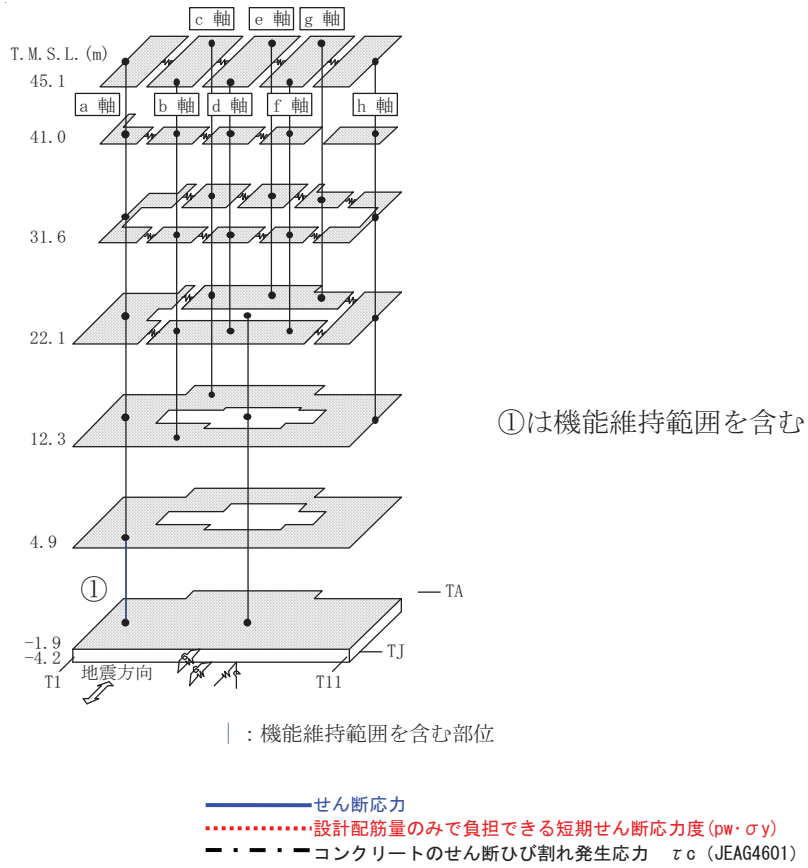 c 軸 e 軸 g 軸
T.M.S.L.(m)
45.1
a 軸 b 軸 d 軸 f 軸 h 軸
41.0
31.6
22.1
12.3
①は機能維持範囲を含む
4.9
①
TA
-1.9
-4.2
TJ
地震方向
T1 T11
|：機能維持範囲を含む部位
せん断応力
設計配筋量のみで負担できる短期せん断応力度(pw·σy)
コンクリートのせん断ひび割れ発生応力 τc (JEAG4601)